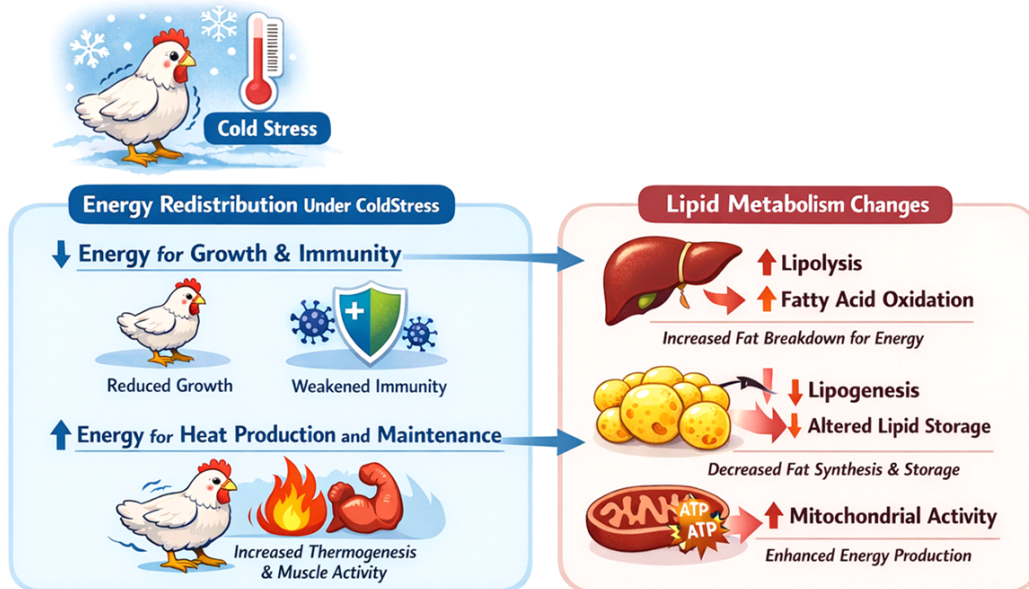 Cold Stress
Energy Redistribution Under ColdStress
Energy for Growth & Immunity
Reduced Growth
Weakened Immunity
Energy for Heat Production and Maintenance
Increased Thermogenesis
& Muscle Activity
Lipid Metabolism Changes
Lipolysis
Fatty Acid Oxidation
Increased Fat Breakdown for Energy
Lipogenesis
Altered Lipid Storage
Decreased Fat Synthesis & Storage
ATP
ATP
Mitochondrial Activity
Enhanced Energy Production